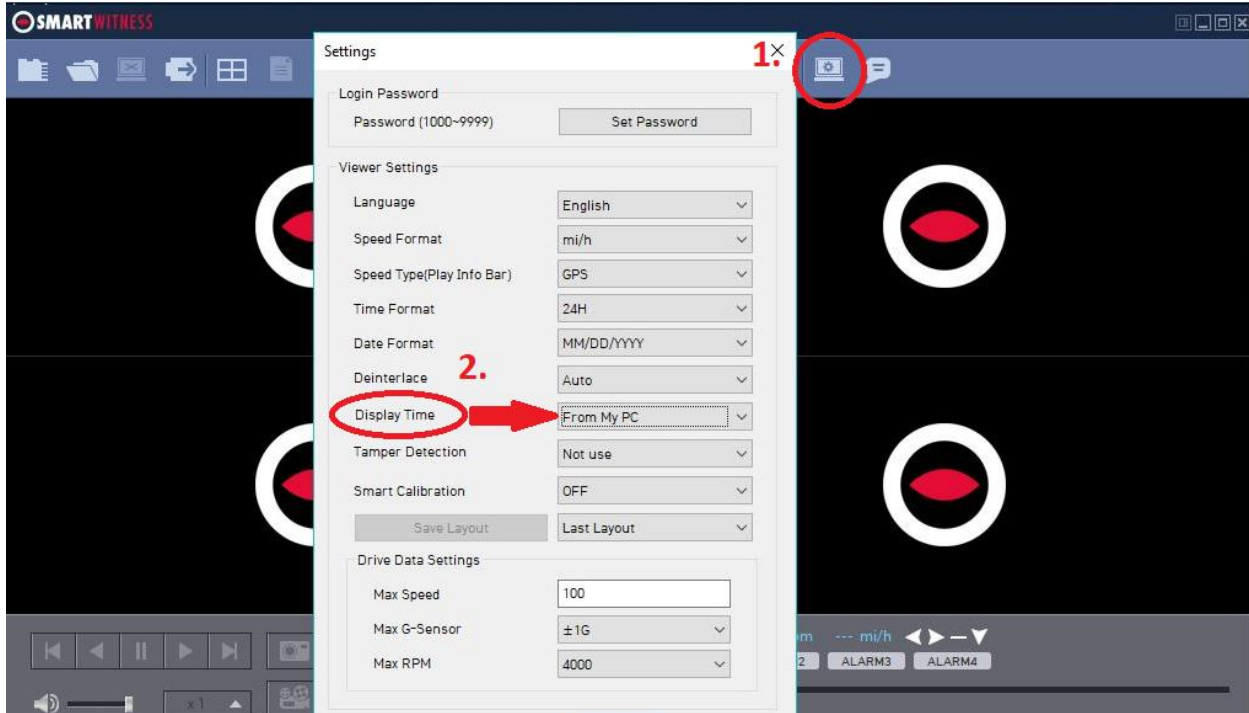 SMARTWITNESS
Settings
1.
Login Password
Password (1000~9999) Set Password
Viewer Settings
Language English
Speed Format mi/h
Speed Type(Play Info Bar) GPS
Time Format 24H
Date Format MM/DD/YYYY
Deinterlace Auto
2.
Display Time From My PC
Tamper Detection Not use
Smart Calibration OFF
Save Layout Last Layout
Drive Data Settings
Max Speed 100
Max G-Sensor ±1G
Max RPM 4000
--- mi/h
ALARM3 ALARM4
x1